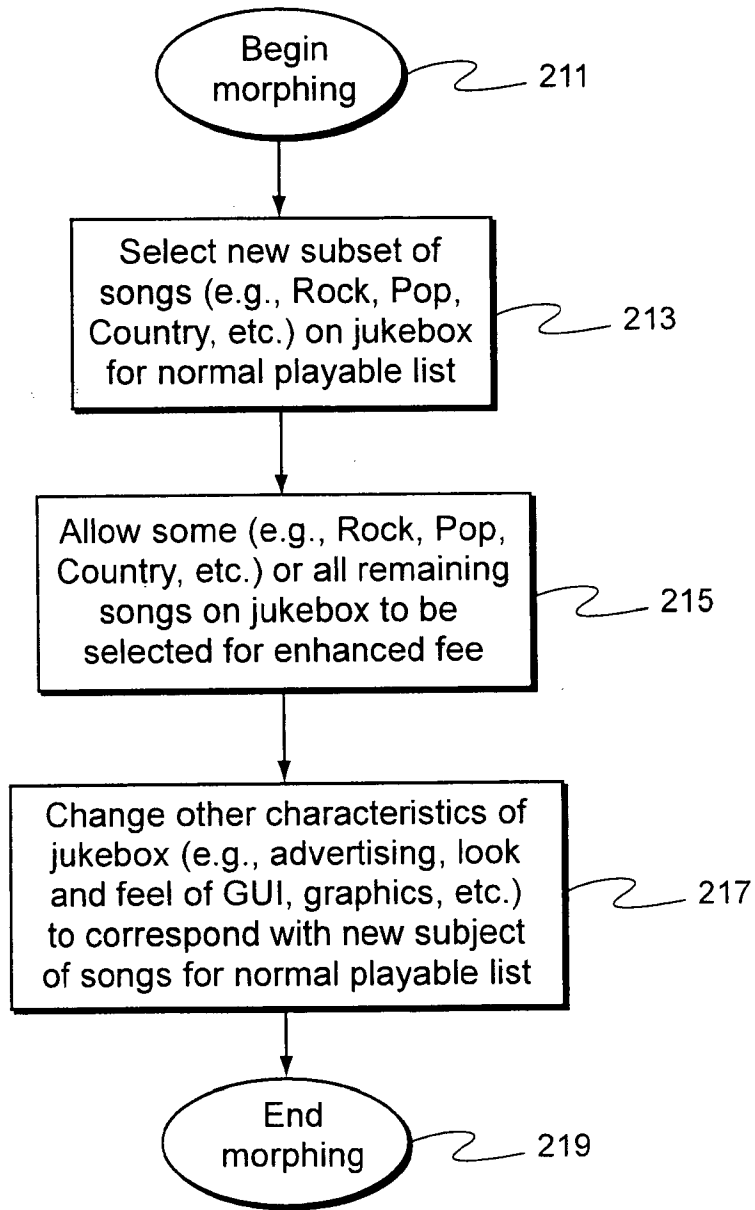 Begin
morphing
211
Select new subset of
songs (e.g., Rock, Pop,
Country, etc.) on jukebox
for normal playable list
213
Allow some (e.g., Rock, Pop,
Country, etc.) or all remaining
songs on jukebox to be
selected for enhanced fee
215
Change other characteristics of
jukebox (e.g., advertising, look
and feel of GUI, graphics, etc.)
to correspond with new subject
of songs for normal playable list
217
End
morphing
219